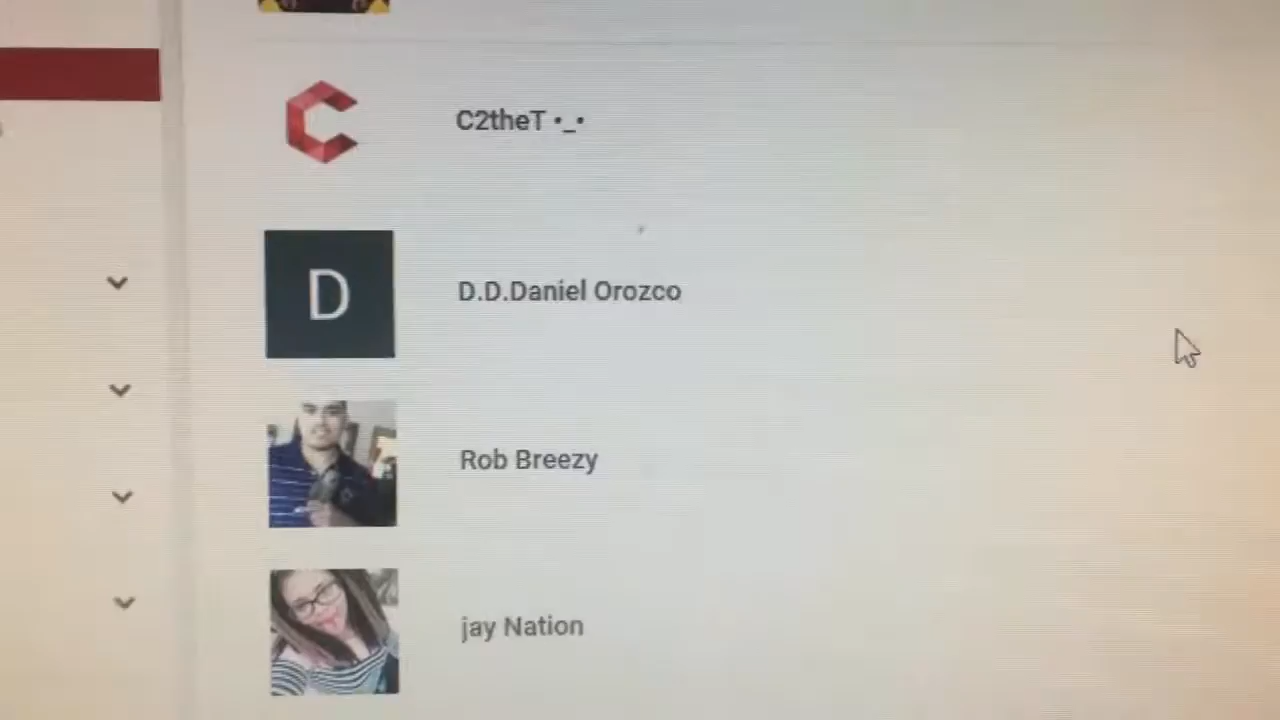 C2theT •_•
D
D.D.Daniel Orozco
Rob Breezy
jay Nation